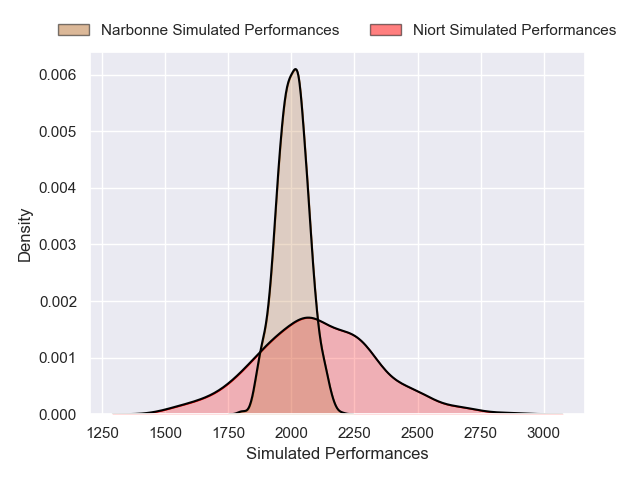 Narbonne Simulated Performances Niort Simulated Performances
0.006
0.005
0.004
0.003
0.002
0.001
0.000
1250 1500 1750 2000 2250 2500 2750 3000
Simulated Performances
Density